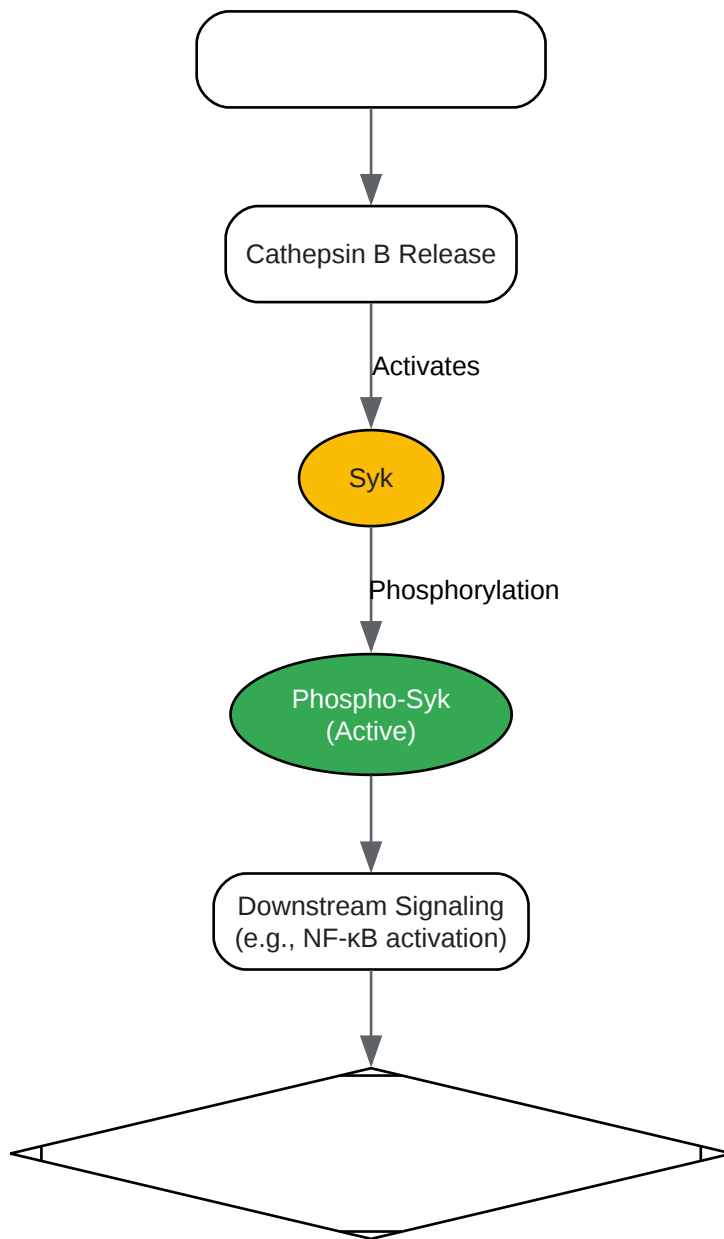 Cathepsin B Release
Activates
Syk
Phosphorylation
Phospho-Syk
(Active)
Downstream Signaling
(e.g., NF-κB activation)